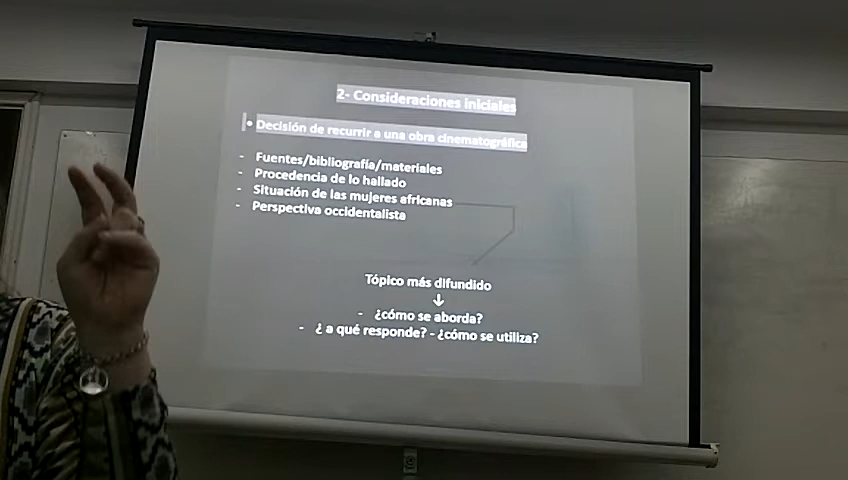 2- Consideraciones iniciales
• Decisión de recurrir a una obra cinematográfica
- Fuentes/bibliografía/materiales
- Procedencia de lo hallado
- Situación de las mujeres africanas
- Perspectiva occidentalista
Tópico más difundido
↓
- ¿cómo se aborda?
- ¿ a qué responde? - ¿cómo se utiliza?